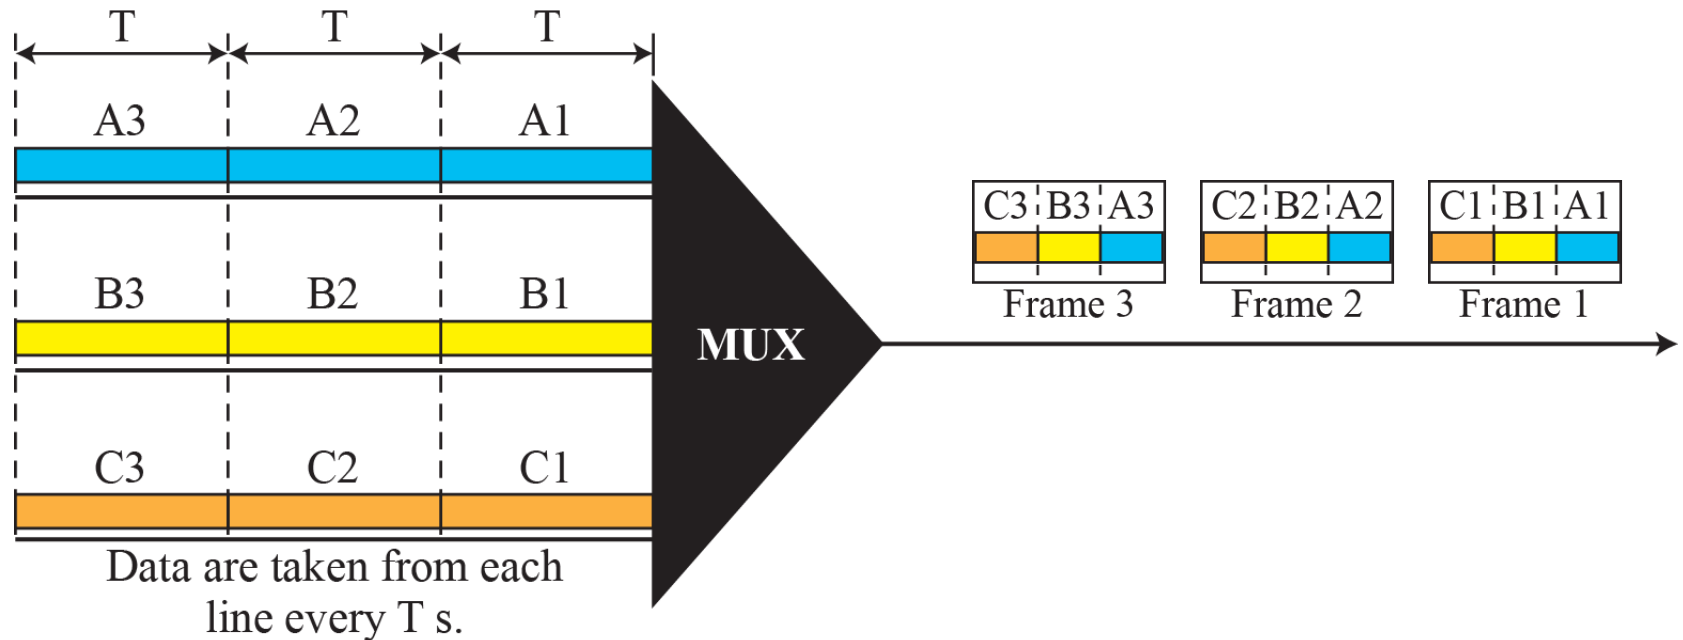 T T T
A3 A2 A1
C3 B3 A3 C2 B2 A2 C1 B1 A1
B3 B2 B1
Frame 3 Frame 2 Frame 1
MUX
C3 C2 C1
Data are taken from each
line every T s.